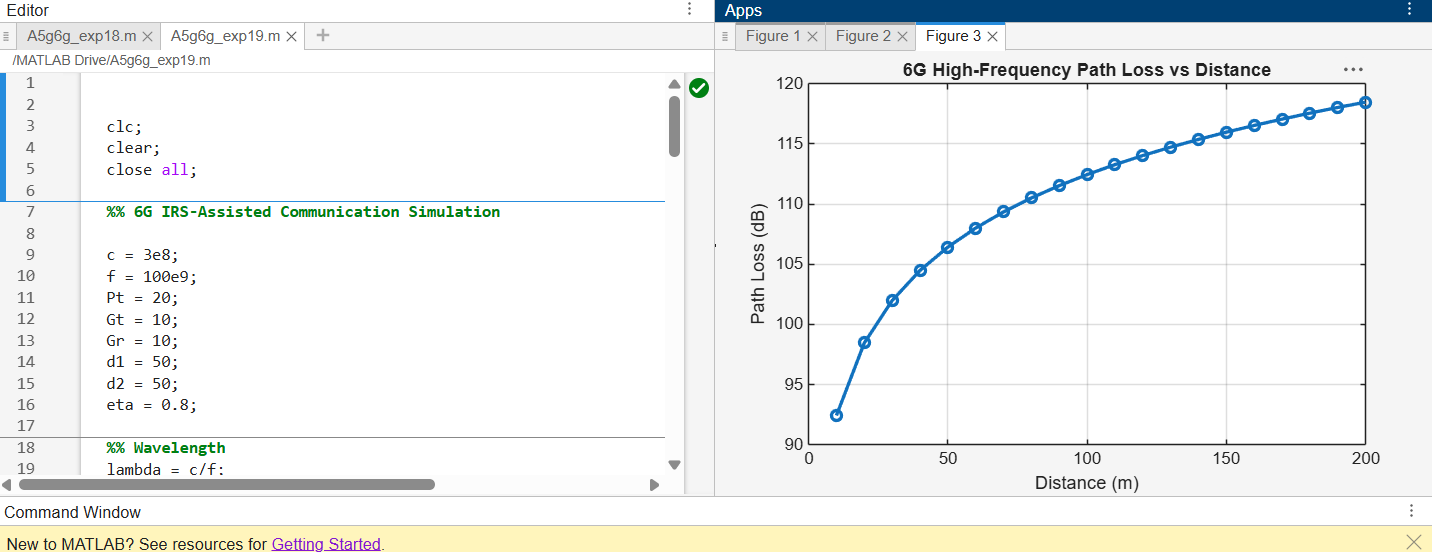 Editor
A5g6g_exp18.m × A5g6g_exp19.m × +
/MATLAB Drive/A5g6g_exp19.m
1
2
3 clc;
4 clear;
5 close all;
6
7 %% 6G IRS-Assisted Communication Simulation
8
9 c = 3e8;
10 f = 100e9;
11 Pt = 20;
12 Gt = 10;
13 Gr = 10;
14 d1 = 50;
15 d2 = 50;
16 eta = 0.8;
17
18 %% Wavelength
19 lambda = c/f;
Apps
Figure 1 × Figure 2 × Figure 3 ×
6G High-Frequency Path Loss vs Distance
120
115
110
105
100
95
90
Path Loss (dB)
0 50 100 150 200
Distance (m)
Command Window
New to MATLAB? See resources for Getting Started.